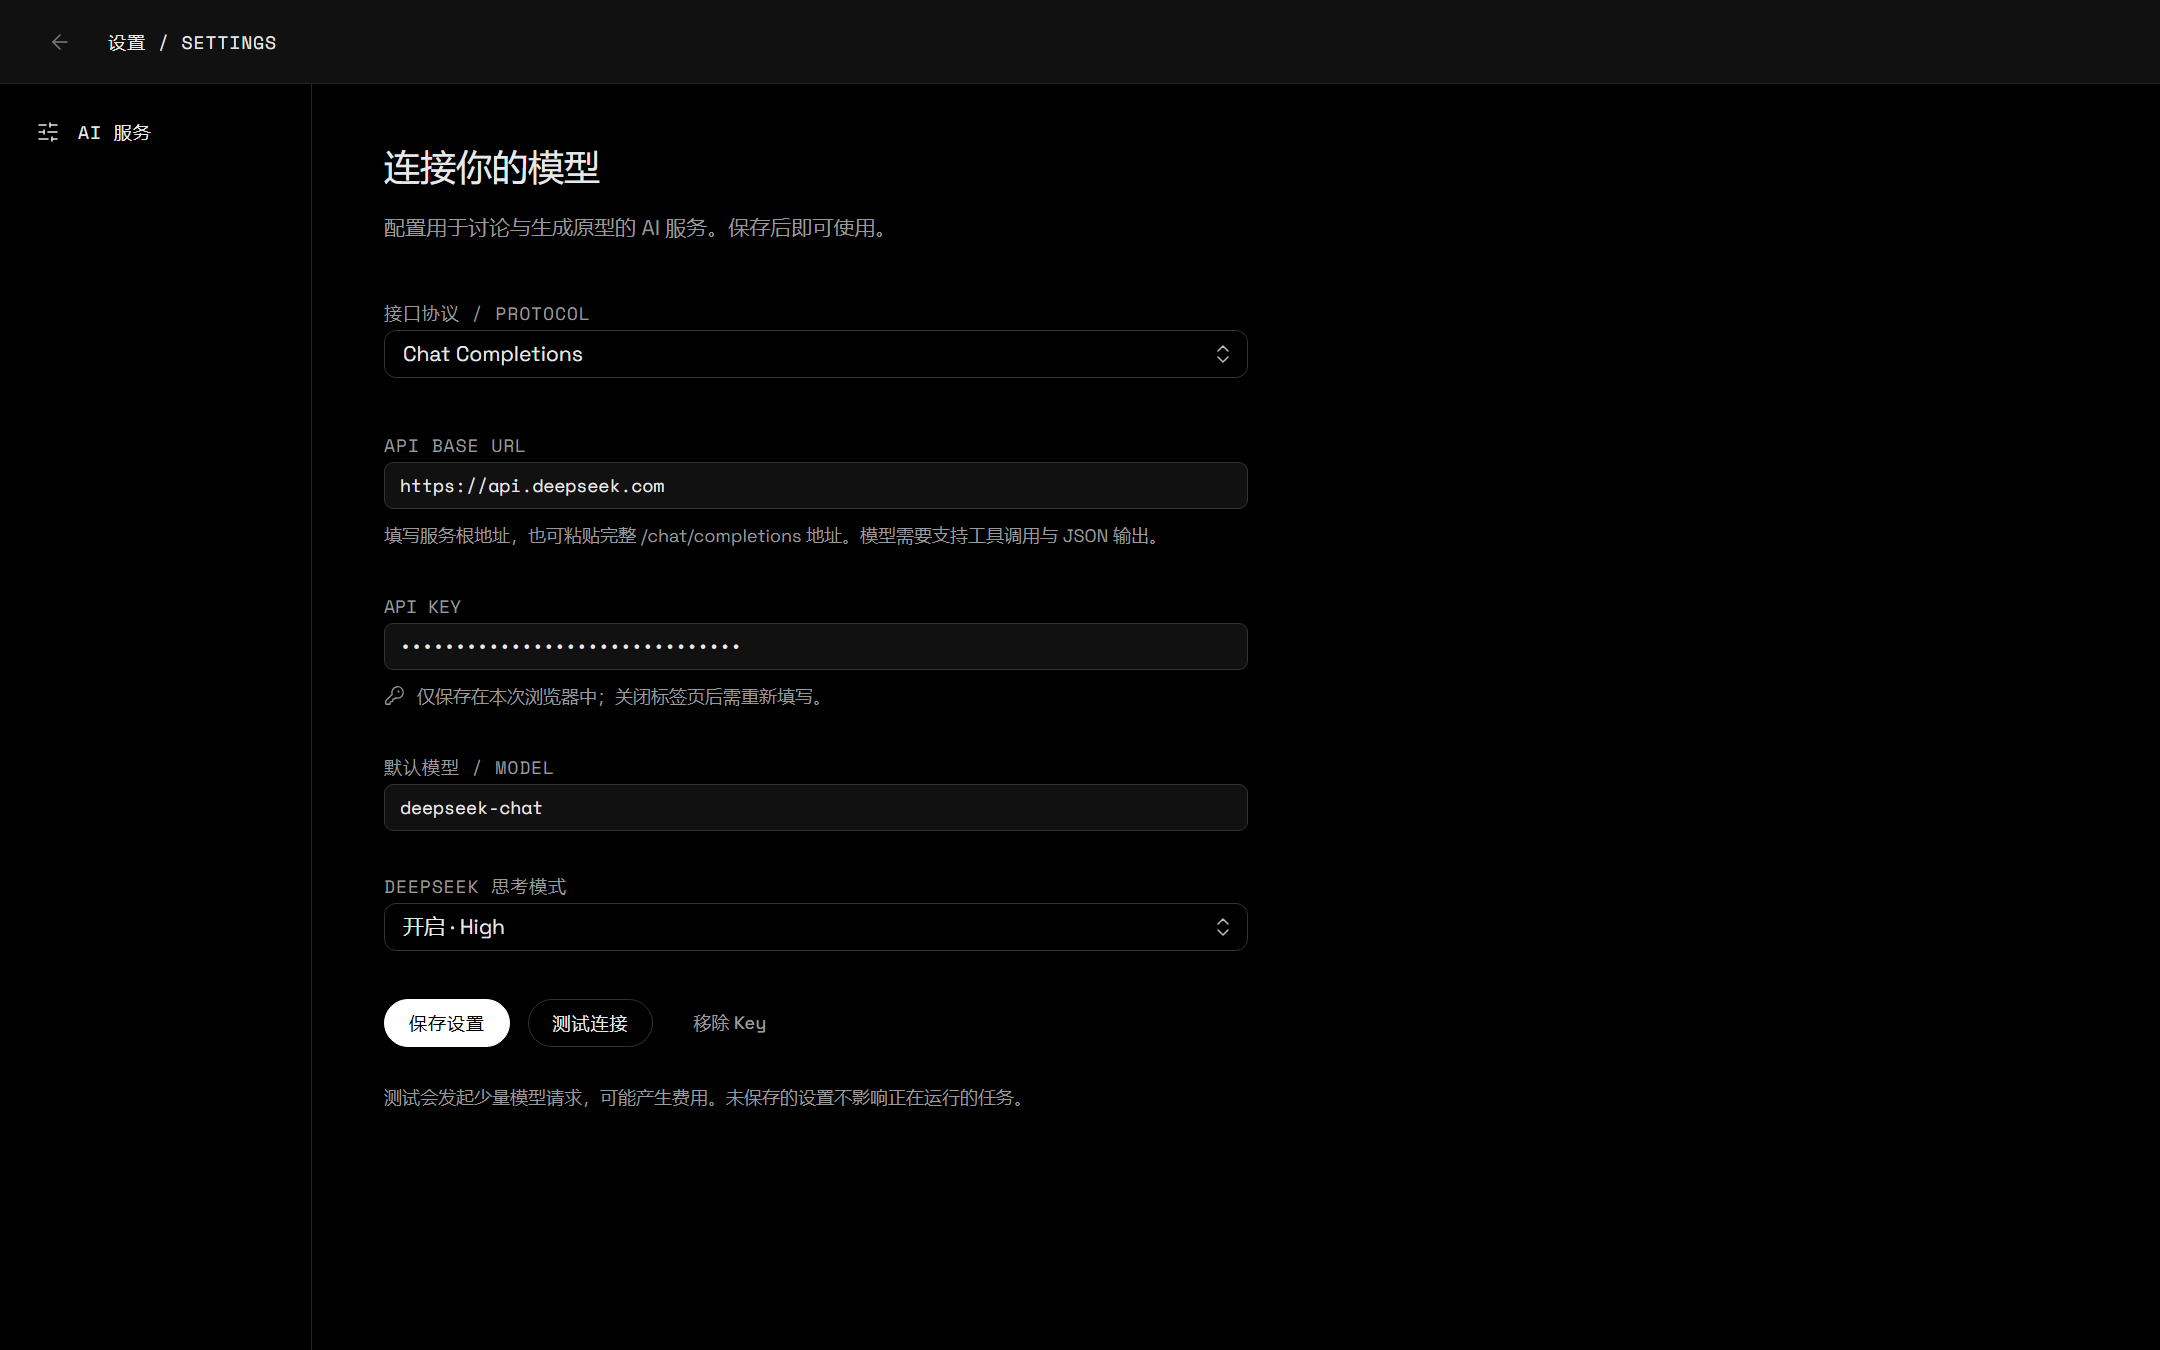 设置 / SETTINGS
AI 服务
连接你的模型
配置用于讨论与生成原型的 AI 服务。保存后即可使用。
接口协议 / PROTOCOL
Chat Completions
API BASE URL
https://api.deepseek.com
填写服务根地址，也可粘贴完整 /chat/completions 地址。模型需要支持工具调用与 JSON 输出。
API KEY
•••••••••••••••••••••••••••••••
仅保存在本次浏览器中；关闭标签页后需重新填写。
默认模型 / MODEL
deepseek-chat
DEEPSEEK 思考模式
开启 · High
保存设置
测试连接
移除 Key
测试会发起少量模型请求，可能产生费用。未保存的设置不影响正在运行的任务。